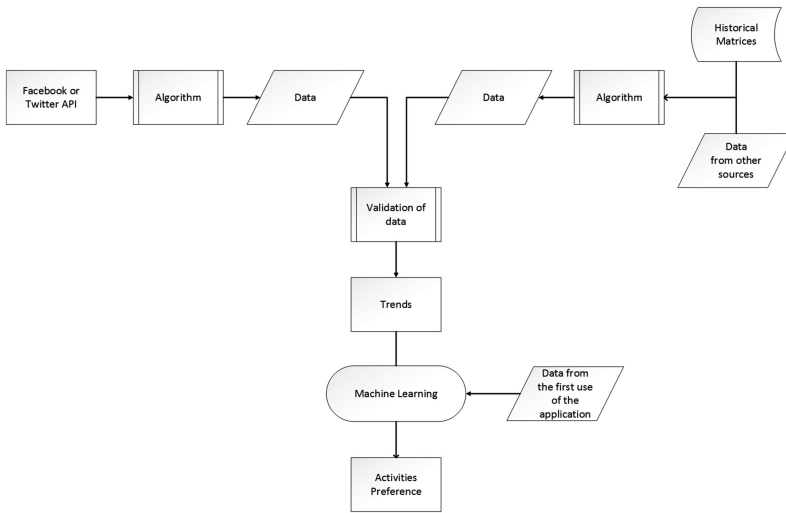 Historical
Matrices
Facebook or
Twitter API
Algorithm
Data
Data
Algorithm
Data
from other
sources
Validation of
data
Trends
Machine Learning
Data from
the first use
of the
application
Activities
Preference